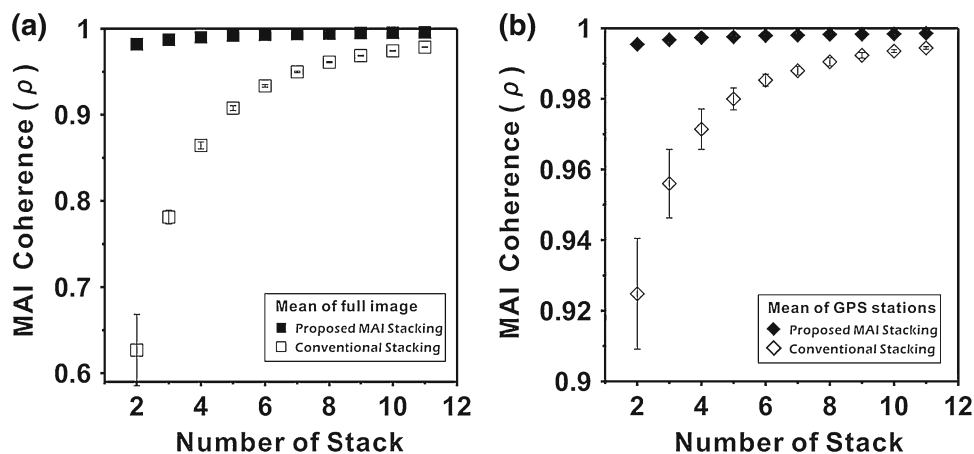 (a)
MAI Coherence (ρ)
1
0.9
0.8
0.7
0.6
Mean of full image
Proposed MAI Stacking
Conventional Stacking
2 4 6 8 10 12
Number of Stack
(b)
MAI Coherence (ρ)
1
0.98
0.96
0.94
0.92
0.9
Mean of GPS stations
Proposed MAI Stacking
Conventional Stacking
2 4 6 8 10 12
Number of Stack